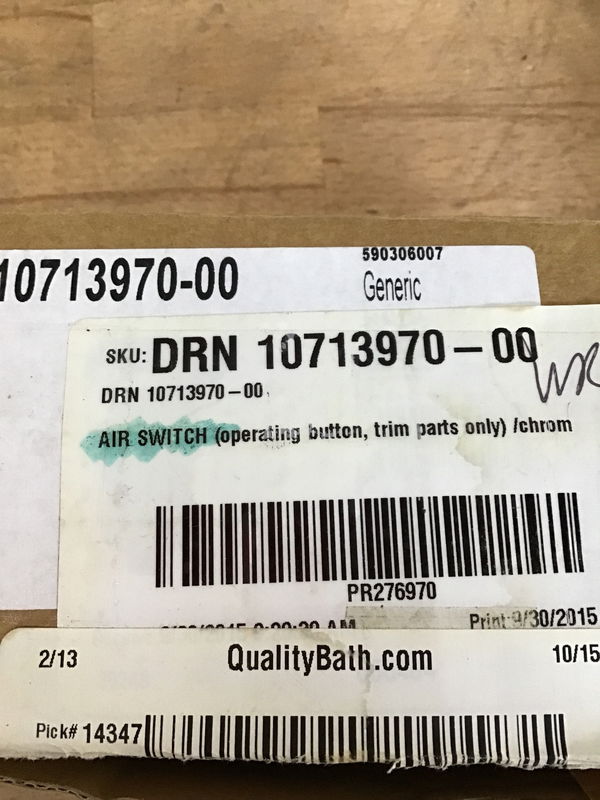 10713970-00
590306007
Generic
SKU: DRN 10713970-00
DRN 10713970-00
AIR SWITCH (operating button, trim parts only) /chrom
PR276970
AM
Print 9/30/2015
2/13 QualityBath.com 10/15
Pick# 14347